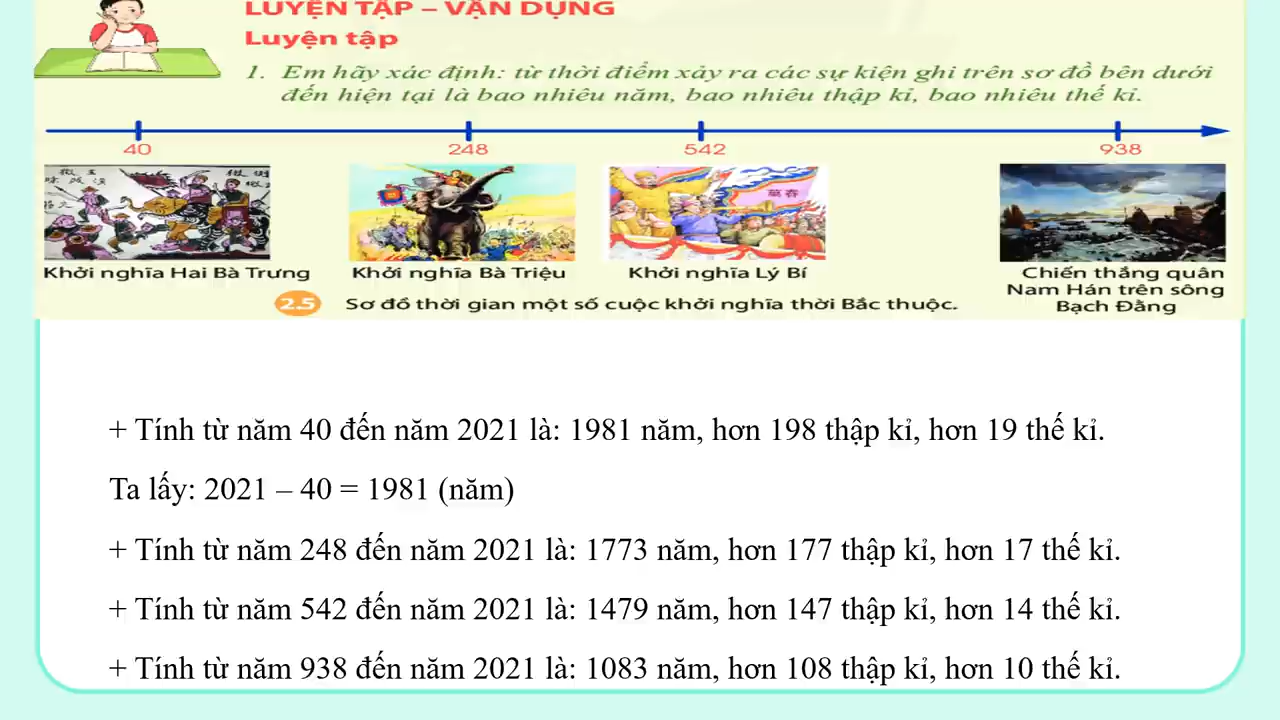 LUYỆN TẬP – VẬN DỤNG
Luyện tập
1. Em hãy xác định: từ thời điểm xảy ra các sự kiện ghi trên sơ đồ bên dưới
đến hiện tại là bao nhiêu năm, bao nhiêu thập kỉ, bao nhiêu thế kỉ.
40 248 542 938
Khởi nghĩa Hai Bà Trưng Khởi nghĩa Bà Triệu Khởi nghĩa Lý Bí Chiến thắng quân
Nam Hán trên sông
Bạch Đằng
2.5 Sơ đồ thời gian một số cuộc khởi nghĩa thời Bắc thuộc.
+ Tính từ năm 40 đến năm 2021 là: 1981 năm, hơn 198 thập kỉ, hơn 19 thế kỉ.
Ta lấy: 2021 – 40 = 1981 (năm)
+ Tính từ năm 248 đến năm 2021 là: 1773 năm, hơn 177 thập kỉ, hơn 17 thế kỉ.
+ Tính từ năm 542 đến năm 2021 là: 1479 năm, hơn 147 thập kỉ, hơn 14 thế kỉ.
+ Tính từ năm 938 đến năm 2021 là: 1083 năm, hơn 108 thập kỉ, hơn 10 thế kỉ.